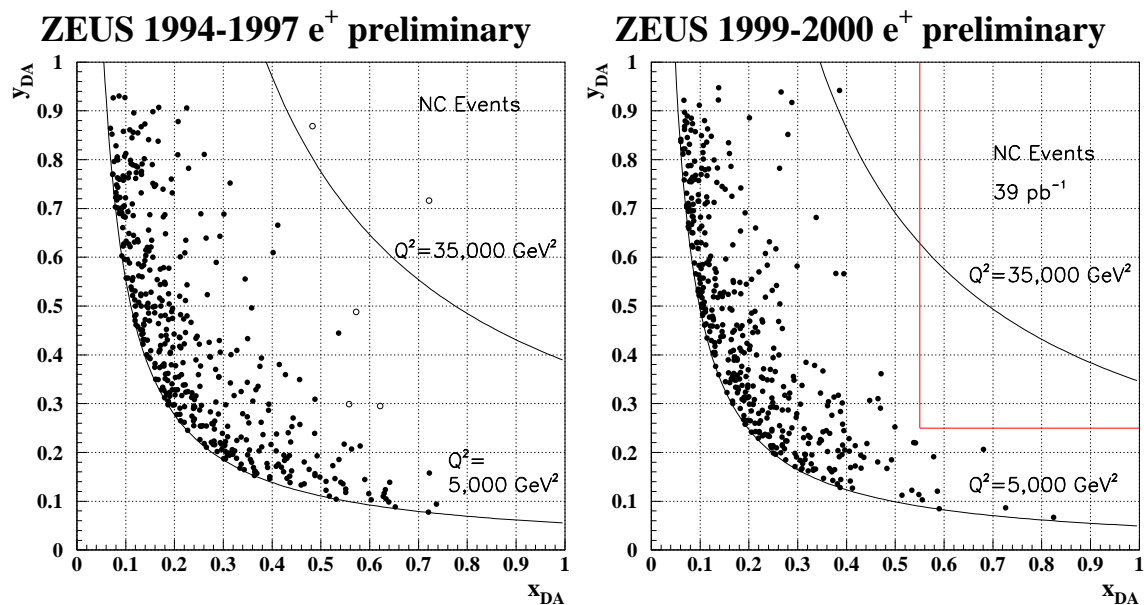 ZEUS 1994-1997 e⁺ preliminary
y_DA
1
0.9
0.8
0.7
0.6
0.5
0.4
0.3
0.2
0.1
0
NC Events
Q²=35,000 GeV²
Q²=
5,000 GeV²
0 0.1 0.2 0.3 0.4 0.5 0.6 0.7 0.8 0.9 1
x_DA
ZEUS 1999-2000 e⁺ preliminary
y_DA
1
0.9
0.8
0.7
0.6
0.5
0.4
0.3
0.2
0.1
0
NC Events
39 pb⁻¹
Q²=35,000 GeV²
Q²=5,000 GeV²
0 0.1 0.2 0.3 0.4 0.5 0.6 0.7 0.8 0.9 1
x_DA